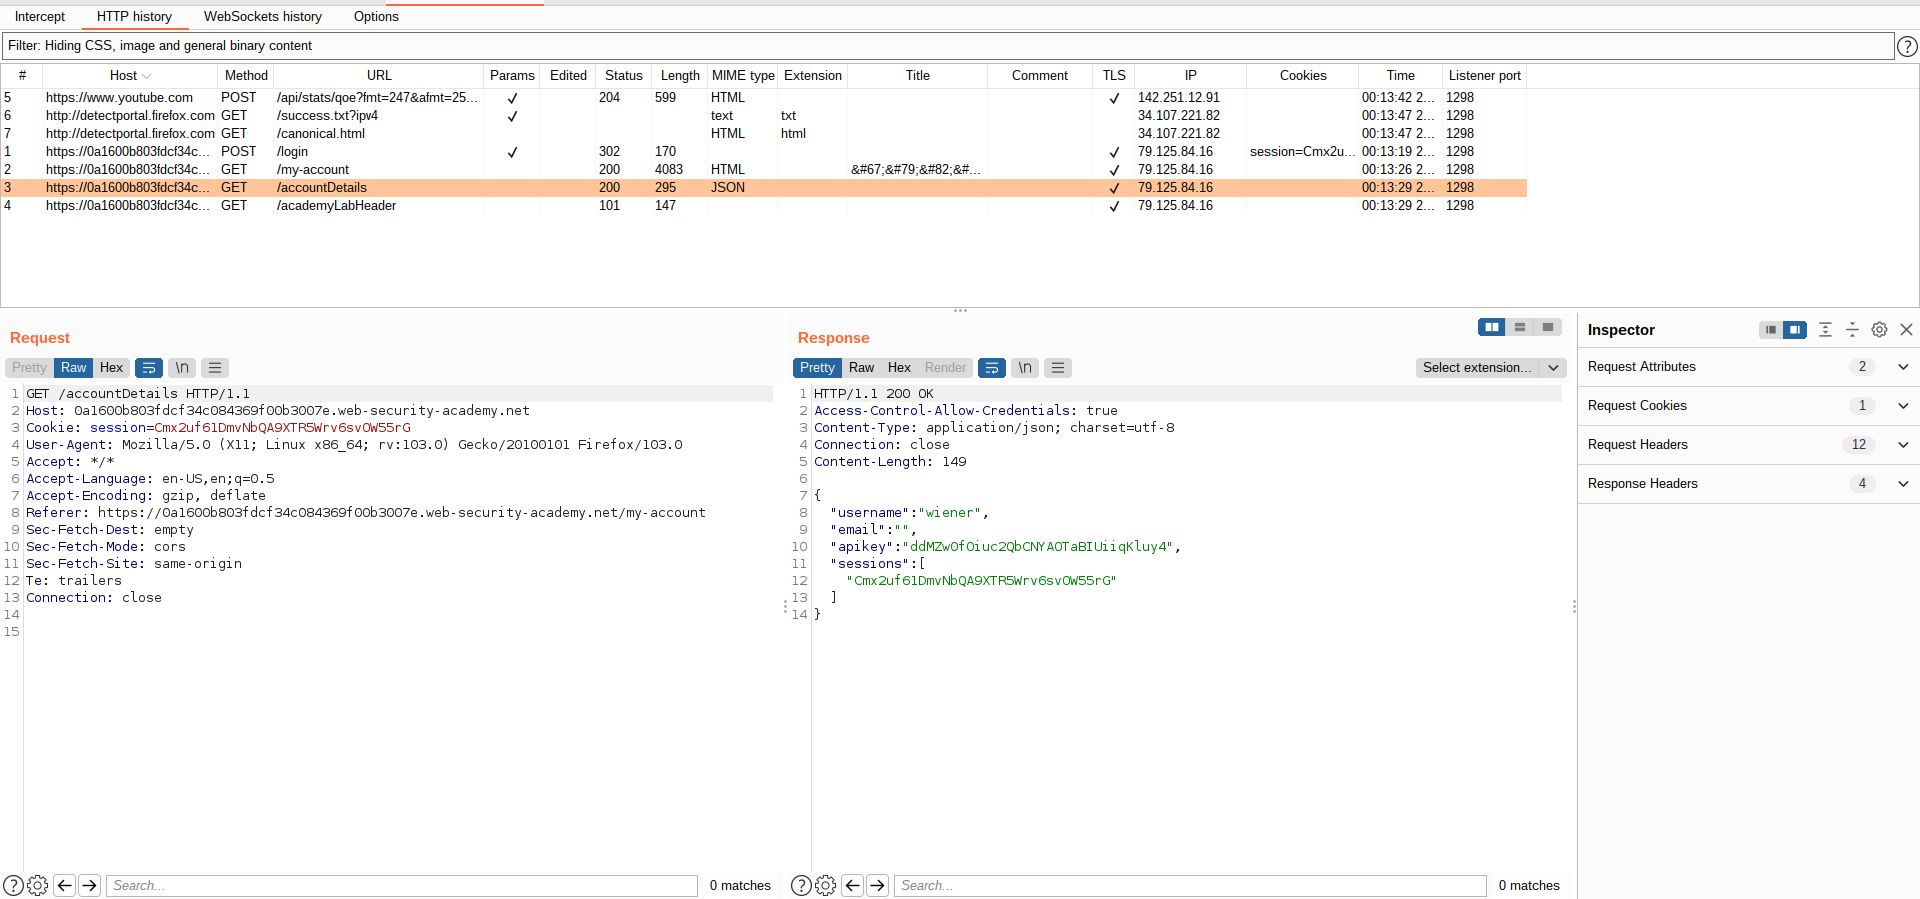 Intercept HTTP history WebSockets history Options
Filter: Hiding CSS, image and general binary content ?
# Host Method URL Params Edited Status Length MIME type Extension Title Comment TLS IP Cookies Time Listener port
5 https://www.youtube.com POST /api/stats/qoe?fmt=247&afmt=25... ✓ 204 599 HTML ✓ 142.251.12.91 00:13:42 2... 1298
6 http://detectportal.firefox.com GET /success.txt?ipv4 ✓ text txt 34.107.221.82 00:13:47 2... 1298
7 http://detectportal.firefox.com GET /canonical.html HTML html 34.107.221.82 00:13:47 2... 1298
1 https://0a1600b803fdcf34c... POST /login ✓ 302 170 ✓ 79.125.84.16 session=Cmx2u... 00:13:19 2... 1298
2 https://0a1600b803fdcf34c... GET /my-account 200 4083 HTML &#67;&#79;&#82;&#... ✓ 79.125.84.16 00:13:26 2... 1298
3 https://0a1600b803fdcf34c... GET /accountDetails 200 295 JSON ✓ 79.125.84.16 00:13:29 2... 1298
4 https://0a1600b803fdcf34c... GET /academyLabHeader 101 147 ✓ 79.125.84.16 00:13:29 2... 1298
Request
Pretty Raw Hex \n
1 GET /accountDetails HTTP/1.1
2 Host: 0a1600b803fdcf34c084369f00b3007e.web-security-academy.net
3 Cookie: session=Cmx2uf61DmvNbQA9XTR5Wrv6svOW55rG
4 User-Agent: Mozilla/5.0 (X11; Linux x86_64; rv:103.0) Gecko/20100101 Firefox/103.0
5 Accept: */*
6 Accept-Language: en-US,en;q=0.5
7 Accept-Encoding: gzip, deflate
8 Referer: https://0a1600b803fdcf34c084369f00b3007e.web-security-academy.net/my-account
9 Sec-Fetch-Dest: empty
10 Sec-Fetch-Mode: cors
11 Sec-Fetch-Site: same-origin
12 Te: trailers
13 Connection: close
14
15
? Search... 0 matches
Response
Pretty Raw Hex Render \n Select extension...
1 HTTP/1.1 200 OK
2 Access-Control-Allow-Credentials: true
3 Content-Type: application/json; charset=utf-8
4 Connection: close
5 Content-Length: 149
6
7 {
8 "username":"wiener",
9 "email":"",
10 "apikey":"ddMZw0fOiuc2QbCNYAOTaBIUiiqKluy4",
11 "sessions":[
12 "Cmx2uf61DmvNbQA9XTR5Wrv6svOW55rG"
13 ]
14 }
? Search... 0 matches
Inspector
Request Attributes 2
Request Cookies 1
Request Headers 12
Response Headers 4